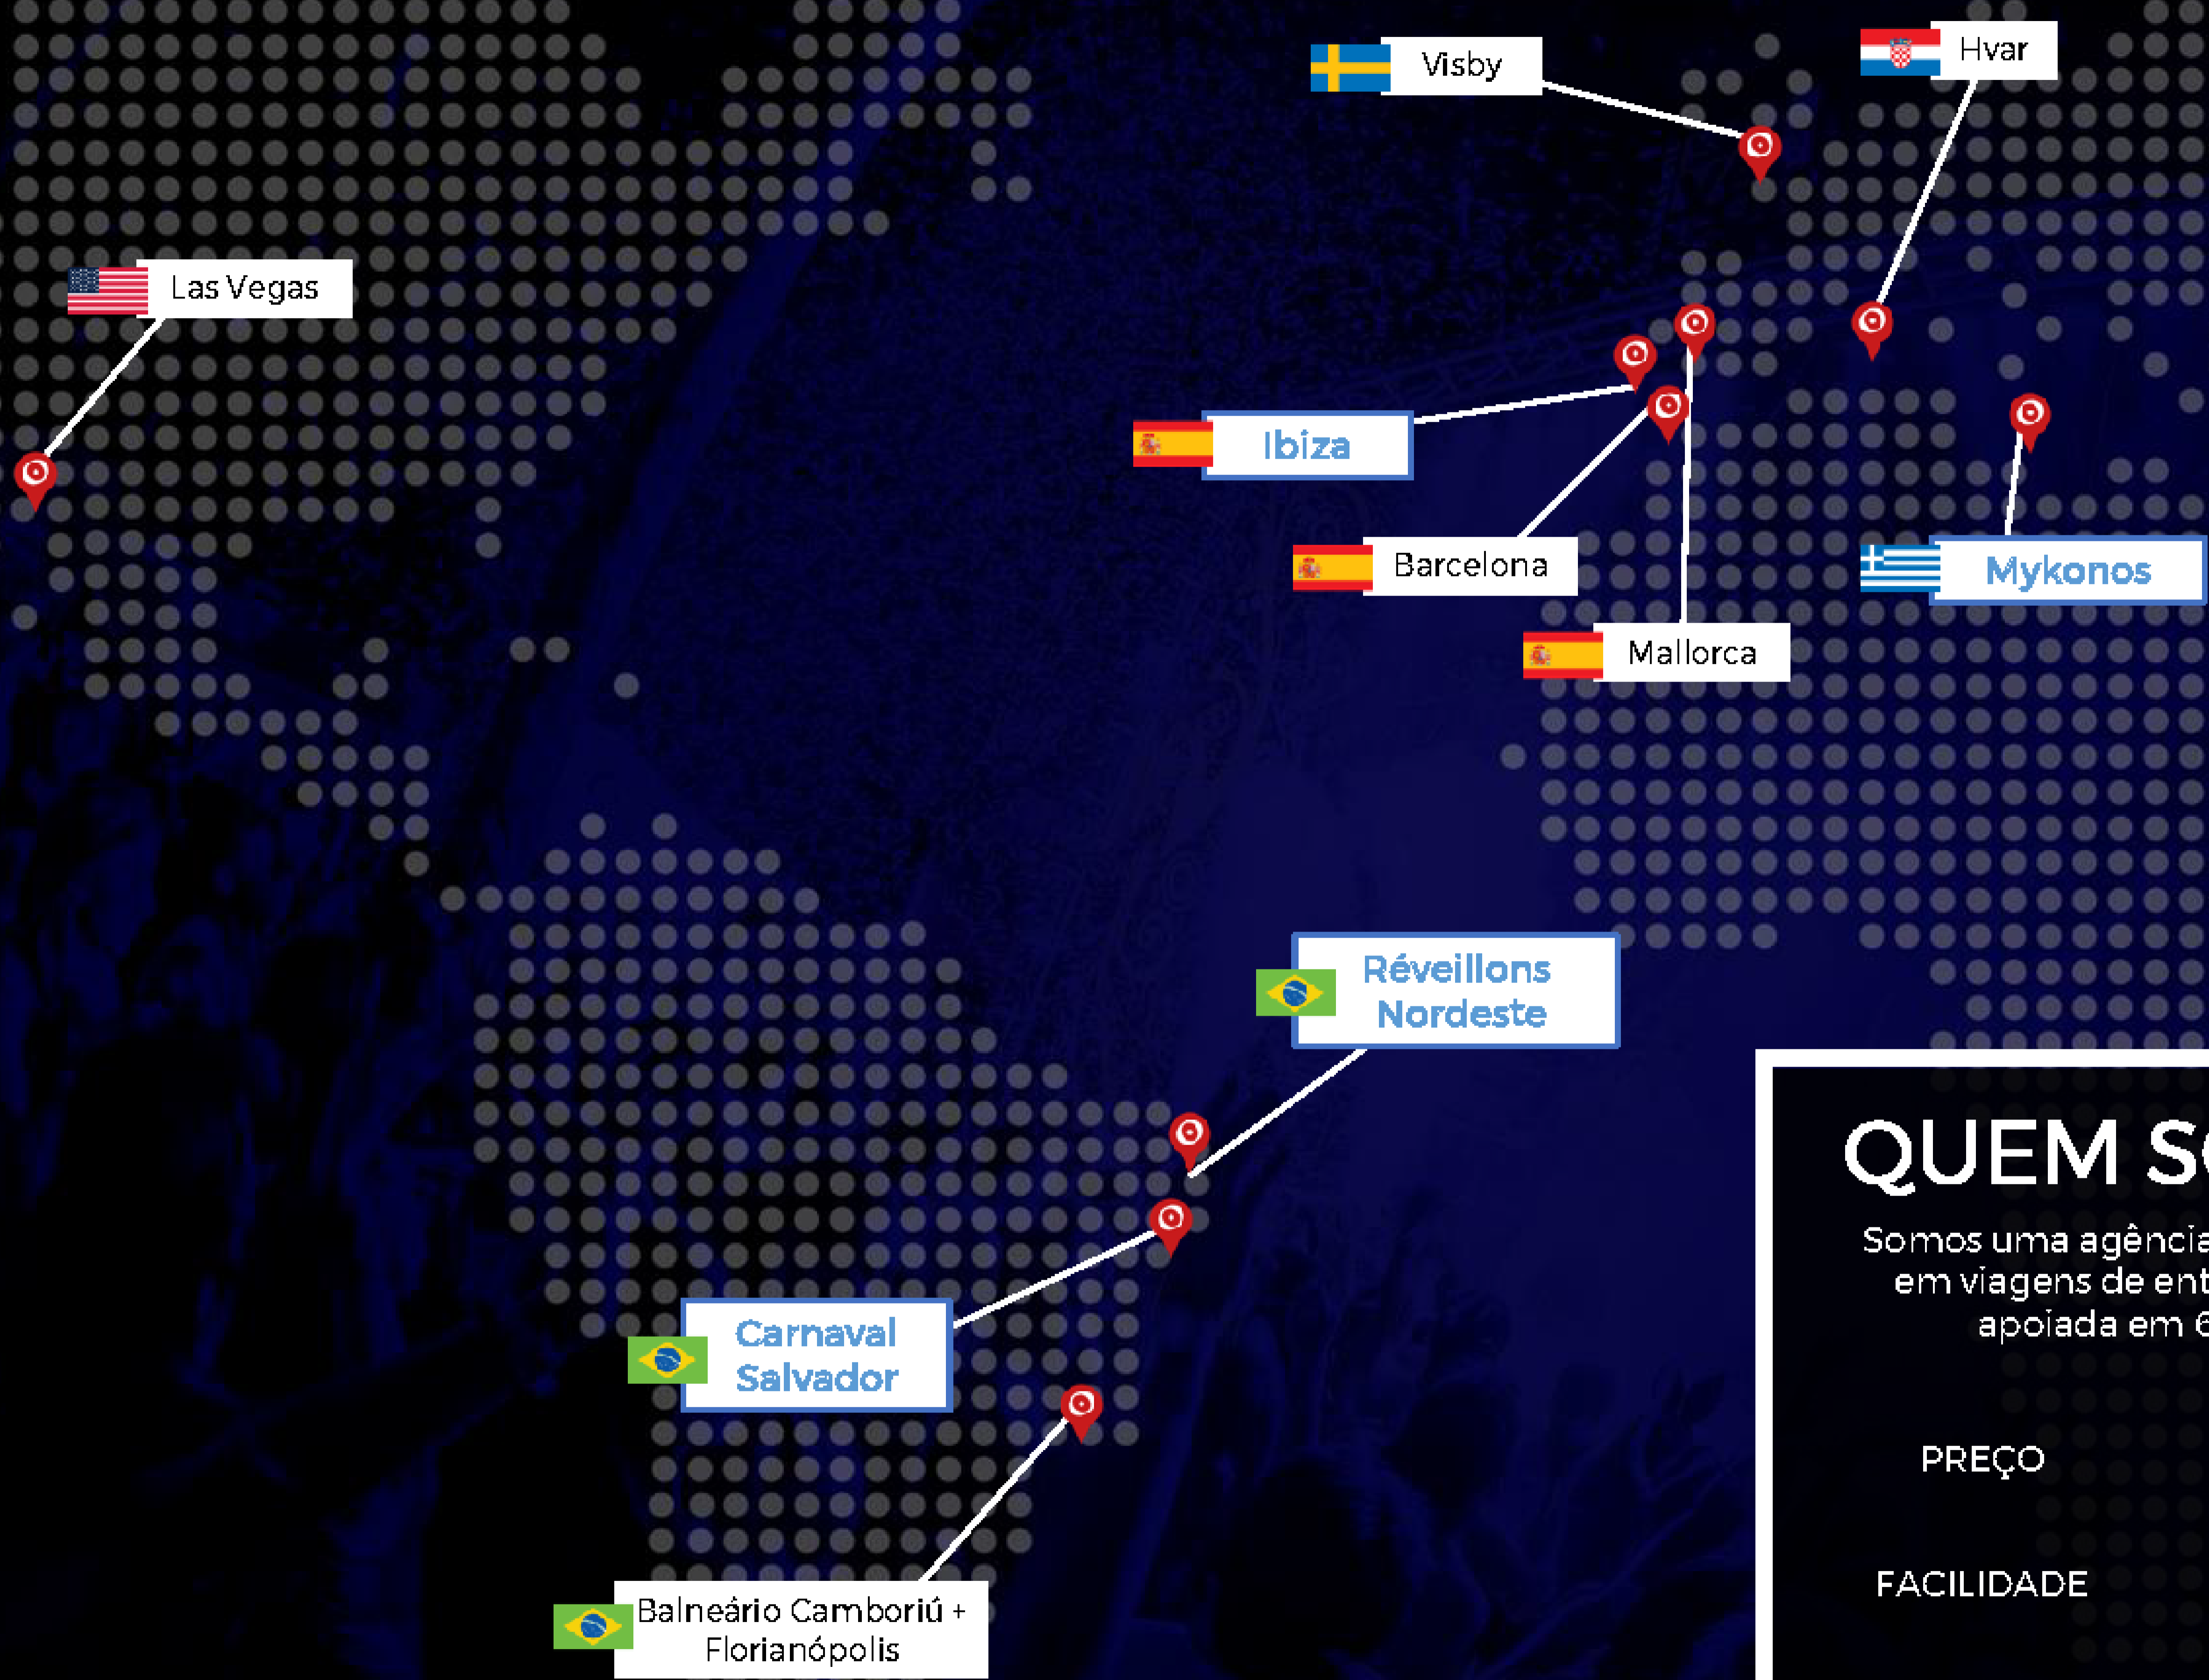 Visby
Hvar
Las Vegas
Ibiza
Barcelona
Mykonos
Mallorca
Réveillons
Nordeste
Carnaval
Salvador
Balneário Camboriú +
Florianópolis
QUEM
Somos uma agência
em viagens de
apoiada em
PREÇO
FACILIDADE